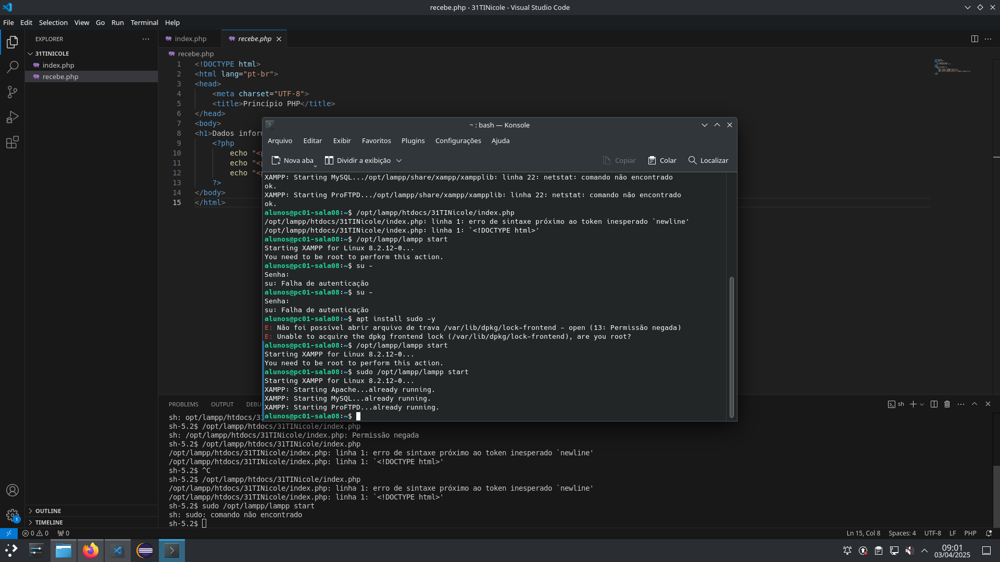 recebe.php - 31TINicole - Visual Studio Code
File Edit Selection View Go Run Terminal Help
EXPLORER
31TINICOLE
index.php
recebe.php
OUTLINE
TIMELINE
index.php
recebe.php
recebe.php
1 <!DOCTYPE html>
2 <html lang="pt-br">
3 <head>
4 <meta charset="UTF-8">
5 <title>Princípio PHP</title>
6 </head>
7 <body>
8 <h1>Dados infor
9 <?php
10 echo "<
11 echo "<
12 echo "<
13 ?>
14 </body>
15 </html>
~ : bash — Konsole
Arquivo Editar Exibir Favoritos Plugins Configurações Ajuda
Nova aba Dividir a exibição Copiar Colar Localizar
XAMPP: Starting MySQL.../opt/lampp/share/xampp/xampplib: linha 22: netstat: comando não encontrado
ok.
XAMPP: Starting ProFTPD.../opt/lampp/share/xampp/xampplib: linha 22: netstat: comando não encontrado
ok.
alunos@pc01-sala08:~$ /opt/lampp/htdocs/31TINicole/index.php
/opt/lampp/htdocs/31TINicole/index.php: linha 1: erro de sintaxe próximo ao token inesperado `newline'
/opt/lampp/htdocs/31TINicole/index.php: linha 1: `<!DOCTYPE html>'
alunos@pc01-sala08:~$ /opt/lampp/lampp start
Starting XAMPP for Linux 8.2.12-0...
You need to be root to perform this action.
alunos@pc01-sala08:~$ su -
Senha:
su: Falha de autenticação
alunos@pc01-sala08:~$ su -
Senha:
su: Falha de autenticação
alunos@pc01-sala08:~$ apt install sudo -y
E: Não foi possível abrir arquivo de trava /var/lib/dpkg/lock-frontend - open (13: Permissão negada)
E: Unable to acquire the dpkg frontend lock (/var/lib/dpkg/lock-frontend), are you root?
alunos@pc01-sala08:~$ /opt/lampp/lampp start
Starting XAMPP for Linux 8.2.12-0...
You need to be root to perform this action.
alunos@pc01-sala08:~$ sudo /opt/lampp/lampp start
Starting XAMPP for Linux 8.2.12-0...
XAMPP: Starting Apache...already running.
XAMPP: Starting MySQL...already running.
XAMPP: Starting ProFTPD...already running.
alunos@pc01-sala08:~$
PROBLEMS OUTPUT DEBU
sh
sh: opt/lampp/htdocs/3
sh-5.2$ /opt/lampp/htdocs/31TINicole/index.php
sh: /opt/lampp/htdocs/31TINicole/index.php: Permissão negada
sh-5.2$ /opt/lampp/htdocs/31TINicole/index.php
/opt/lampp/htdocs/31TINicole/index.php: linha 1: erro de sintaxe próximo ao token inesperado `newline'
/opt/lampp/htdocs/31TINicole/index.php: linha 1: `<!DOCTYPE html>'
sh-5.2$ ^C
sh-5.2$ /opt/lampp/htdocs/31TINicole/index.php
/opt/lampp/htdocs/31TINicole/index.php: linha 1: erro de sintaxe próximo ao token inesperado `newline'
/opt/lampp/htdocs/31TINicole/index.php: linha 1: `<!DOCTYPE html>'
sh-5.2$ sudo /opt/lampp/lampp start
sh: sudo: comando não encontrado
sh-5.2$
1
0 0 0
Ln 15, Col 8 Spaces: 4 UTF-8 LF PHP
09:01
03/04/2025